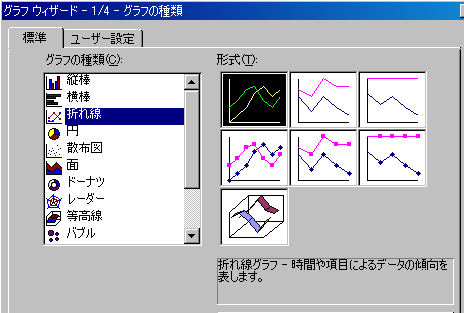 グラフ ウィザード - 1/4 - グラフの種類
標準
ユーザー設定
グラフの種類(C):
形式(T):
縦棒
横棒
折れ線
円
散布図
面
ドーナツ
レーダー
等高線
バブル
折れ線グラフ - 時間や項目によるデータの傾向を
表します。